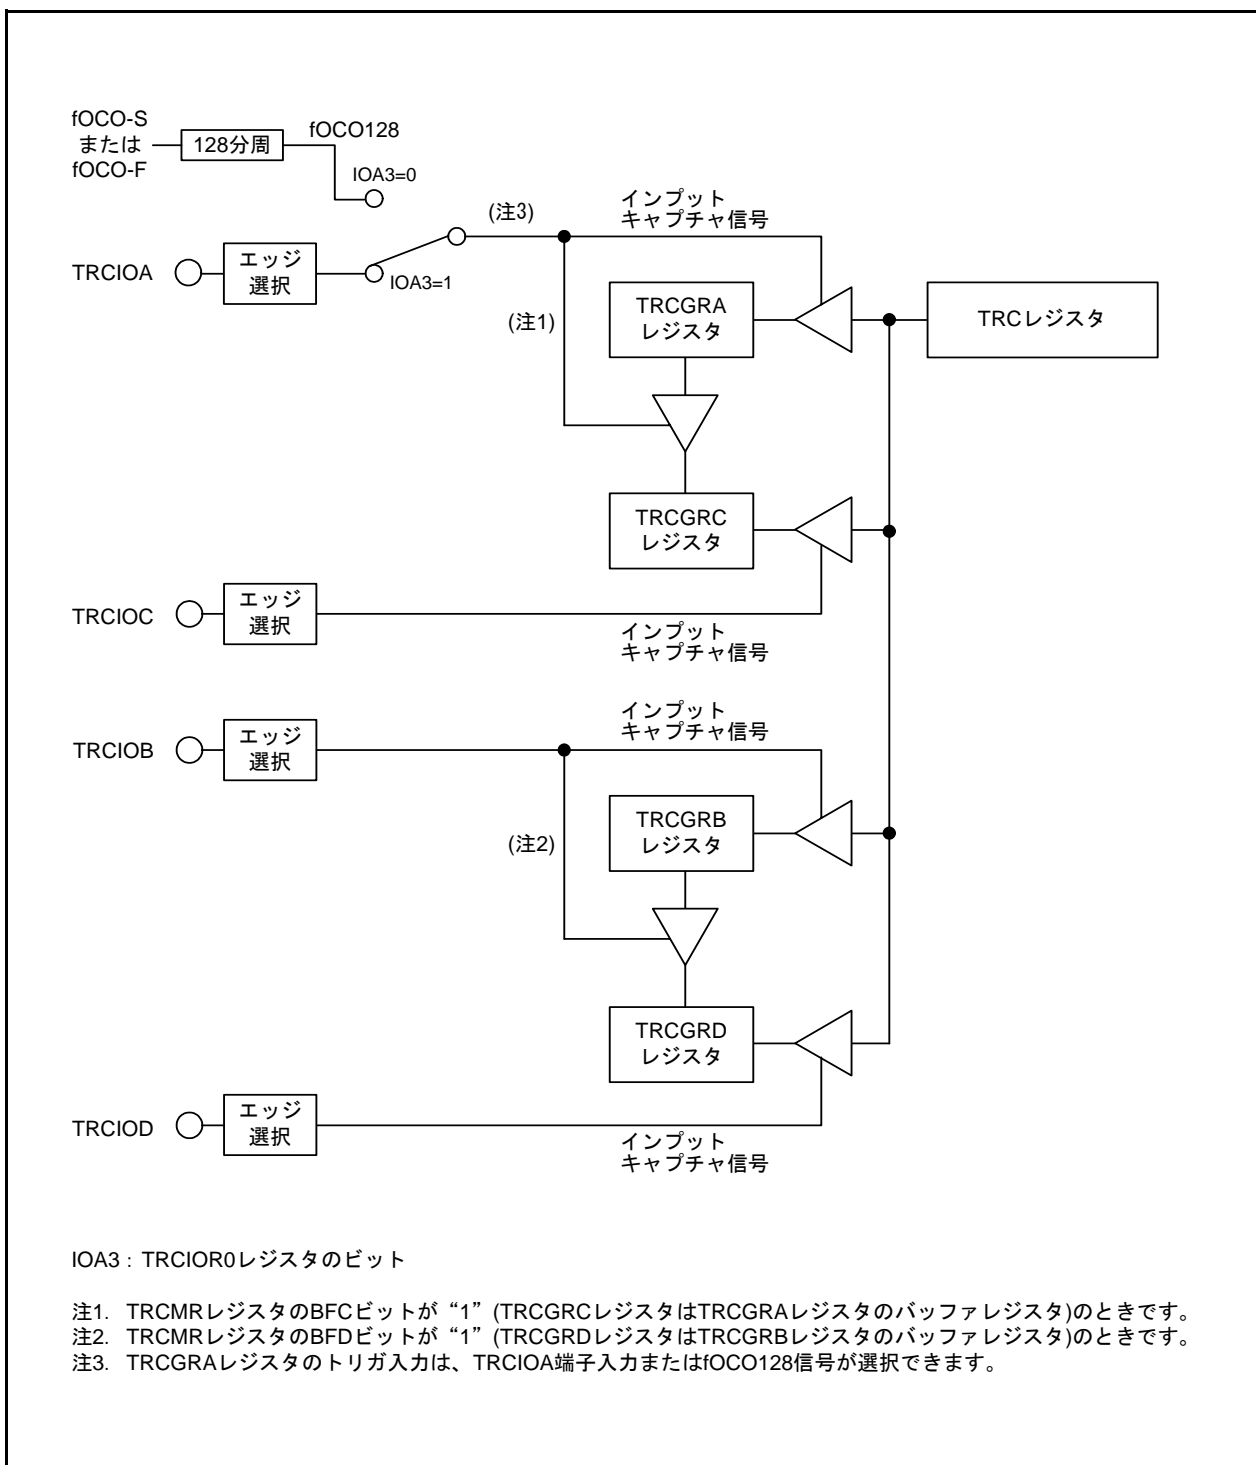 fOCO-S
または
fOCO-F
128分周
fOCO128
IOA3=0
TRCIOA
エッジ
選択
IOA3=1
(注3)
インプット
キャプチャ信号
(注1)
TRCGRA
レジスタ
TRCレジスタ
TRCGRC
レジスタ
TRCIOC
エッジ
選択
インプット
キャプチャ信号
TRCIOB
エッジ
選択
インプット
キャプチャ信号
(注2)
TRCGRB
レジスタ
TRCGRD
レジスタ
TRCIOD
エッジ
選択
インプット
キャプチャ信号
IOA3：TRCIOR0レジスタのビット
注1. TRCMRレジスタのBFCビットが“1”(TRCGRCレジスタはTRCGRAレジスタのバッファレジスタ)のときです。
注2. TRCMRレジスタのBFDビットが“1”(TRCGRDレジスタはTRCGRBレジスタのバッファレジスタ)のときです。
注3. TRCGRAレジスタのトリガ入力は、TRCIOA端子入力またはfOCO128信号が選択できます。